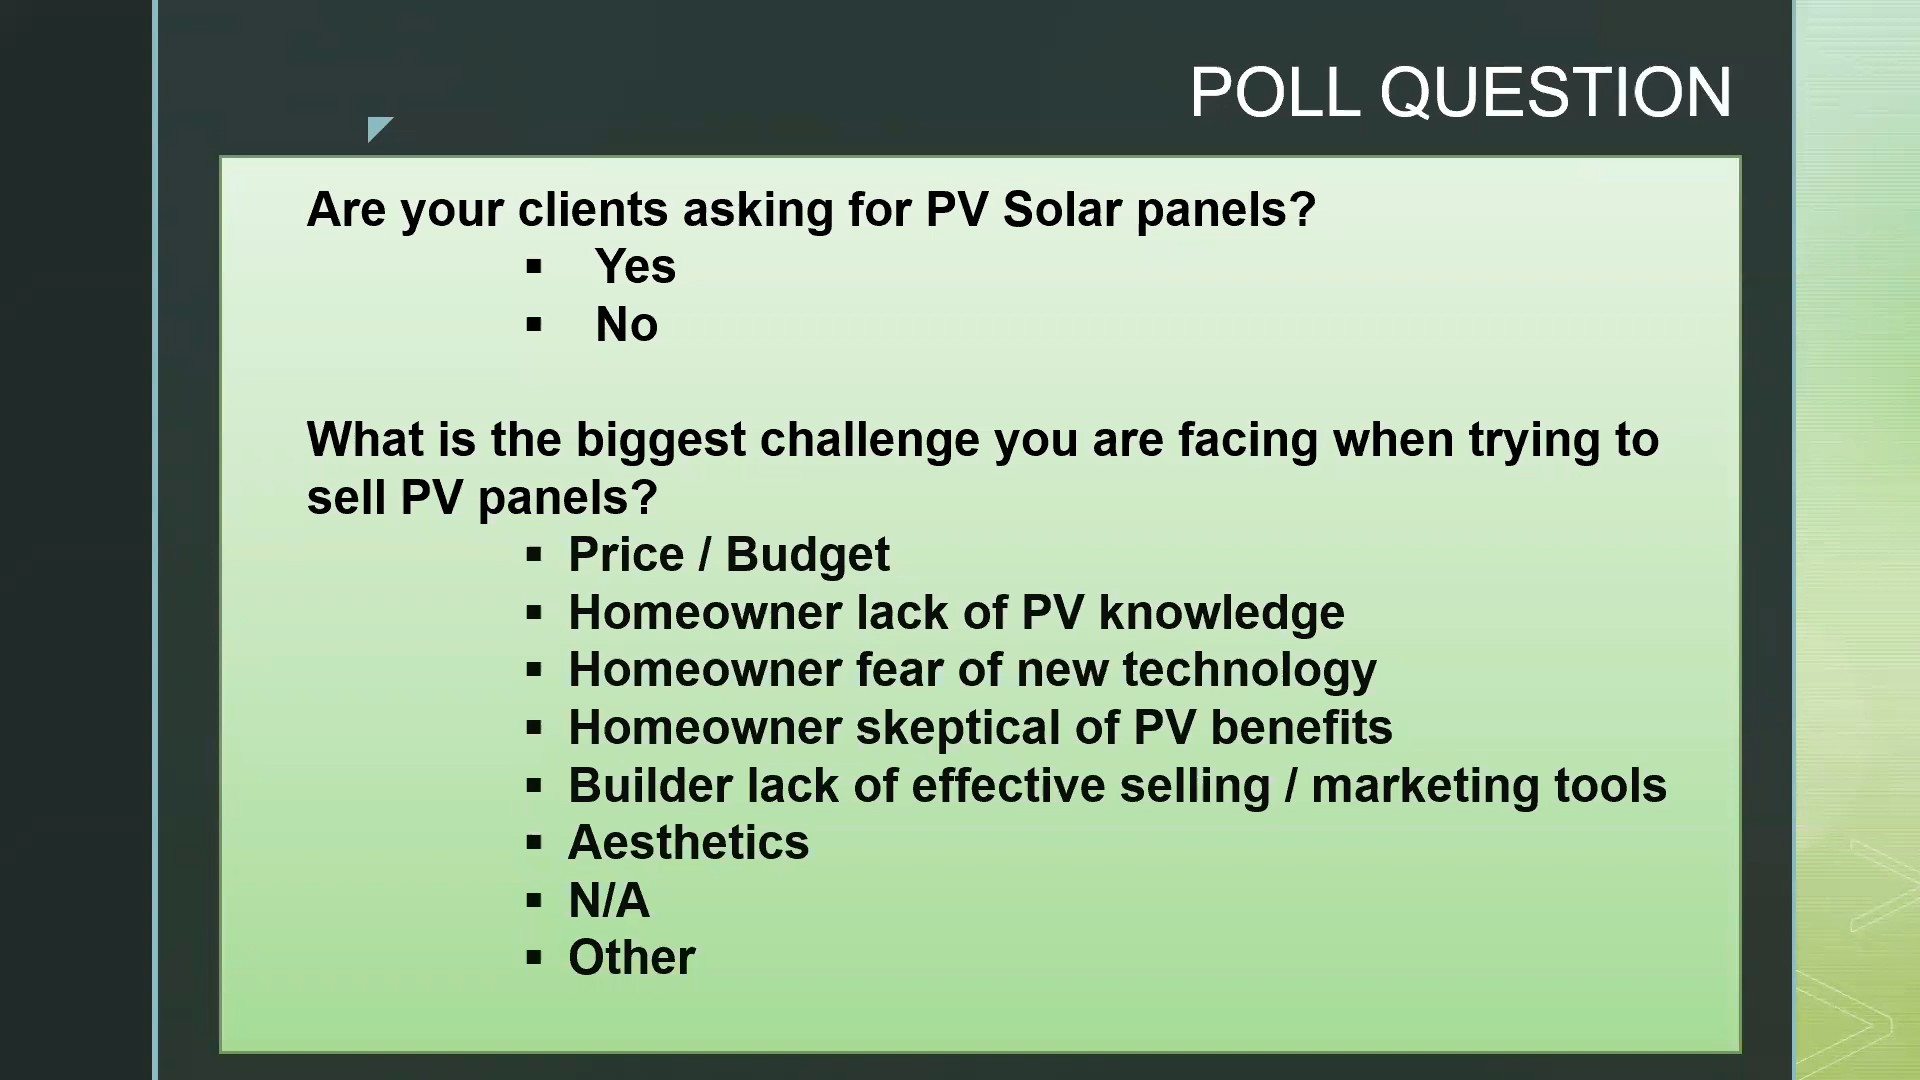 POLL QUESTION
Are your clients asking for PV Solar panels?
▪ Yes
▪ No
What is the biggest challenge you are facing when trying to
sell PV panels?
▪ Price / Budget
▪ Homeowner lack of PV knowledge
▪ Homeowner fear of new technology
▪ Homeowner skeptical of PV benefits
▪ Builder lack of effective selling / marketing tools
▪ Aesthetics
▪ N/A
▪ Other